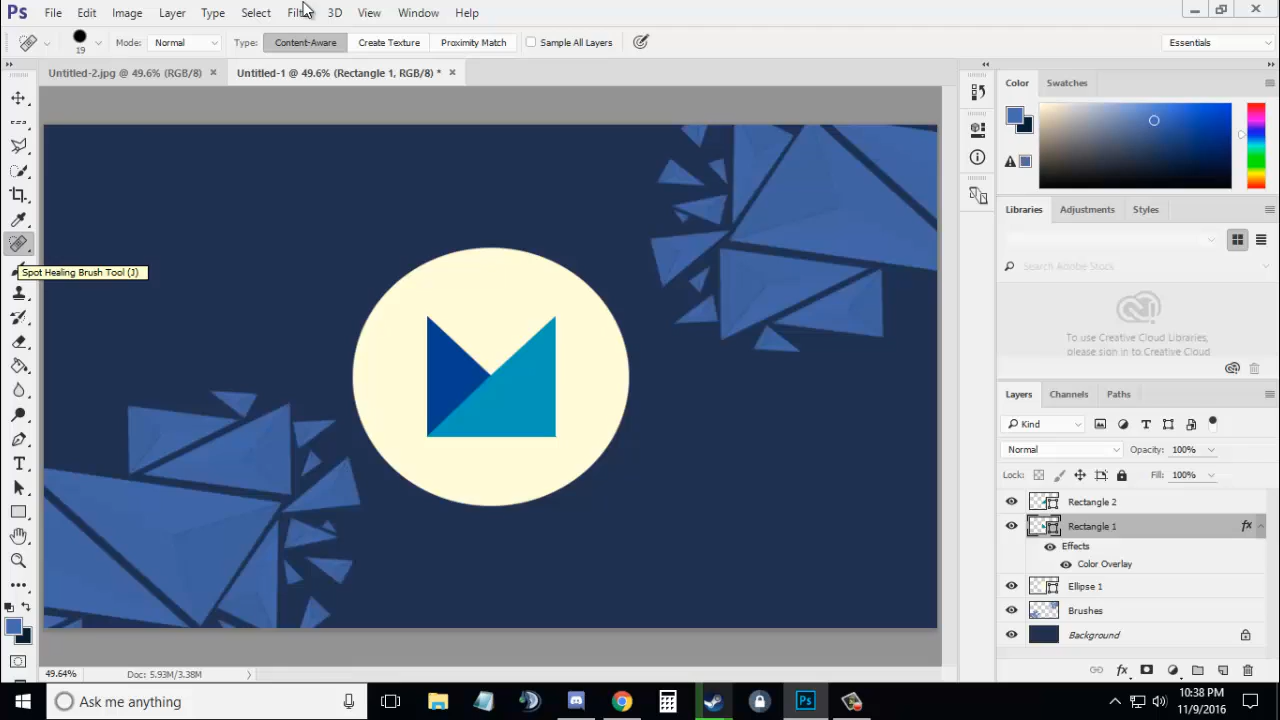 Ps File Edit Image Layer Type Select 3D View Window Help
19 Mode: Normal Type: Content-Aware Create Texture Proximity Match Sample All Layers Essentials
Untitled-2.jpg @ 49.6% (RGB/8) Untitled-1 @ 49.6% (Rectangle 1, RGB/8) *
Color Swatches
Libraries Adjustments Styles
Search Adobe Stock
Spot Healing Brush Tool (J)
To use Creative Cloud Libraries,
please sign in to Creative Cloud
Layers Channels Paths
Kind
Normal Opacity: 100%
Lock: Fill: 100%
Rectangle 2
Rectangle 1 fx
Effects
Color Overlay
Ellipse 1
Brushes
Background
fx
49.64% Doc: 5.93M/3.38M
Ask me anything Ps 10:38 PM
11/9/2016